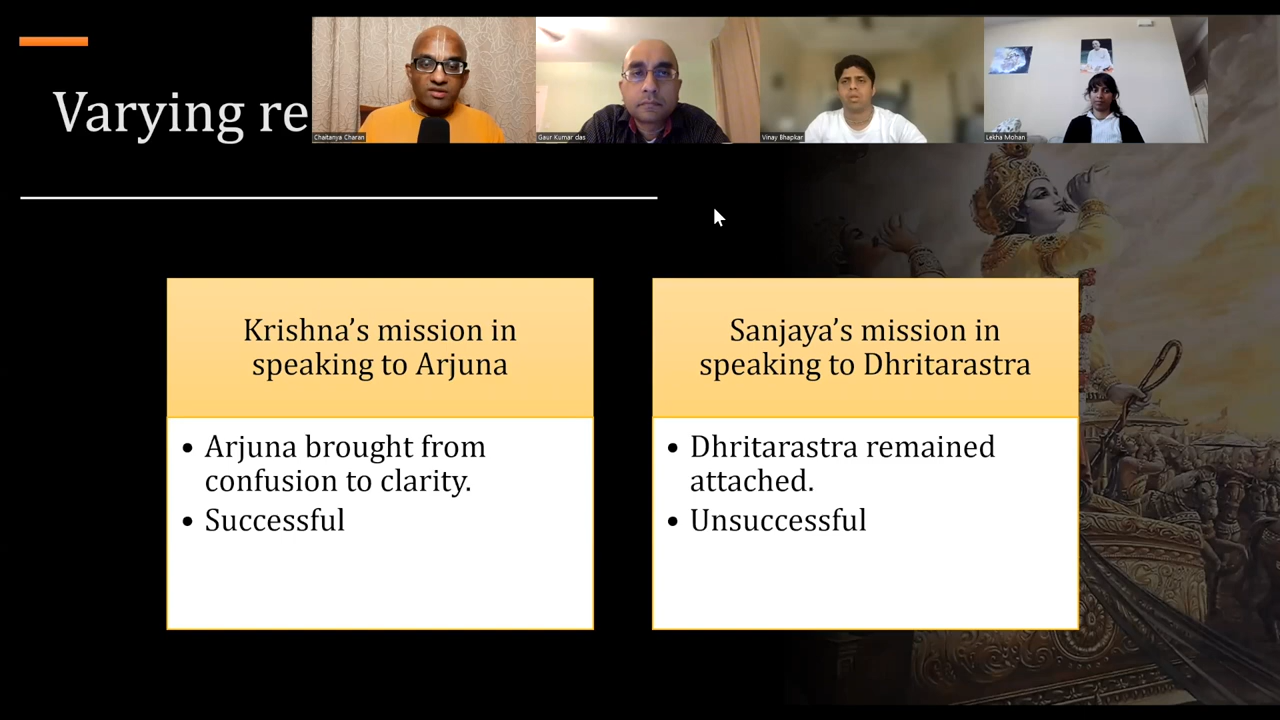 Varying re
Chaitanya Charan
Gaur Kumar das
Vinay Bhapkar
Lekha Mohan
Krishna’s mission in
speaking to Arjuna
• Arjuna brought from
confusion to clarity.
• Successful
Sanjaya’s mission in
speaking to Dhritarastra
• Dhritarastra remained
attached.
• Unsuccessful